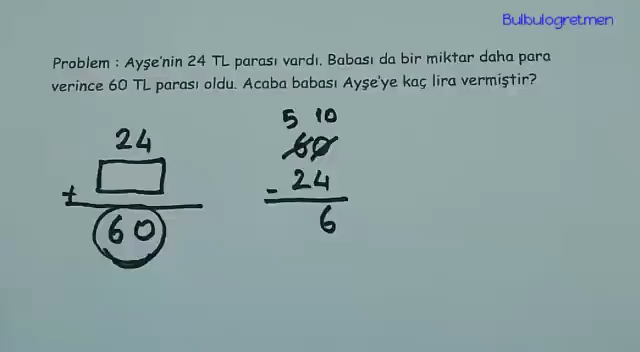 Bulbulogretmen
Problem : Ayşe'nin 24 TL parası vardı. Babası da bir miktar daha para
verince 60 TL parası oldu. Acaba babası Ayşe'ye kaç lira vermiştir?
24
+
60
5 10
60
- 24
6